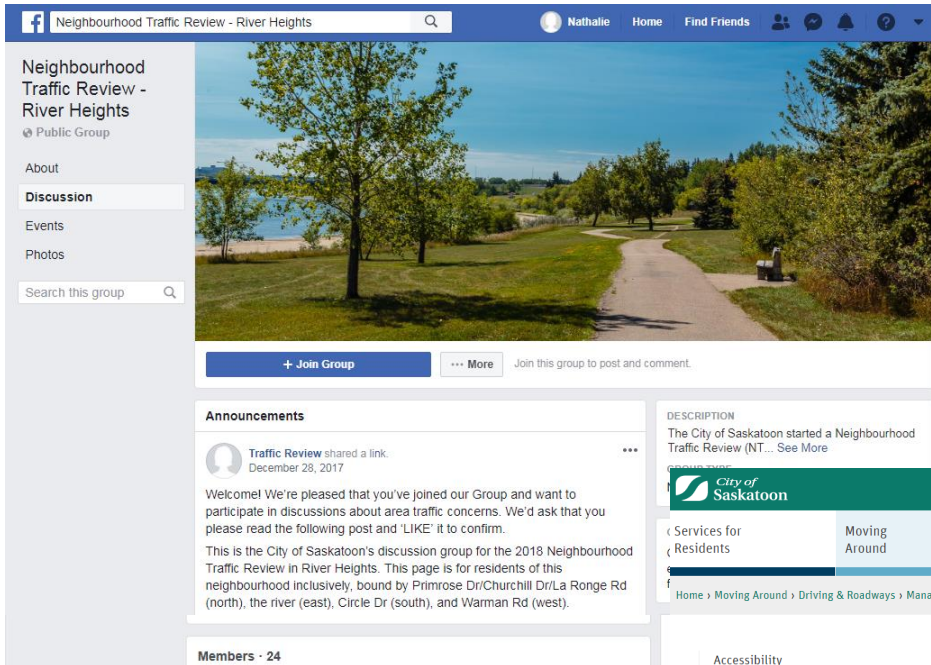 Neighbourhood Traffic Review - River Heights
Nathalie
Home
Find Friends
Neighbourhood
Traffic Review -
River Heights
Public Group
About
Discussion
Events
Photos
Search this group
+ Join Group
••• More
Join this group to post and comment.
Announcements
Traffic Review shared a link.
December 28, 2017
Welcome! We're pleased that you've joined our Group and want to
participate in discussions about area traffic concerns. We'd ask that you
please read the following post and 'LIKE' it to confirm.
This is the City of Saskatoon's discussion group for the 2018 Neighbourhood
Traffic Review in River Heights. This page is for residents of this
neighbourhood inclusively, bound by Primrose Dr/Churchill Dr/La Ronge Rd
(north), the river (east), Circle Dr (south), and Warman Rd (west).
Members · 24
DESCRIPTION
The City of Saskatoon started a Neighbourhood
Traffic Review (NT... See More
City of
Saskatoon
Services for
Residents
Moving
Around
Home › Moving Around › Driving & Roadways › Mana
Accessibility